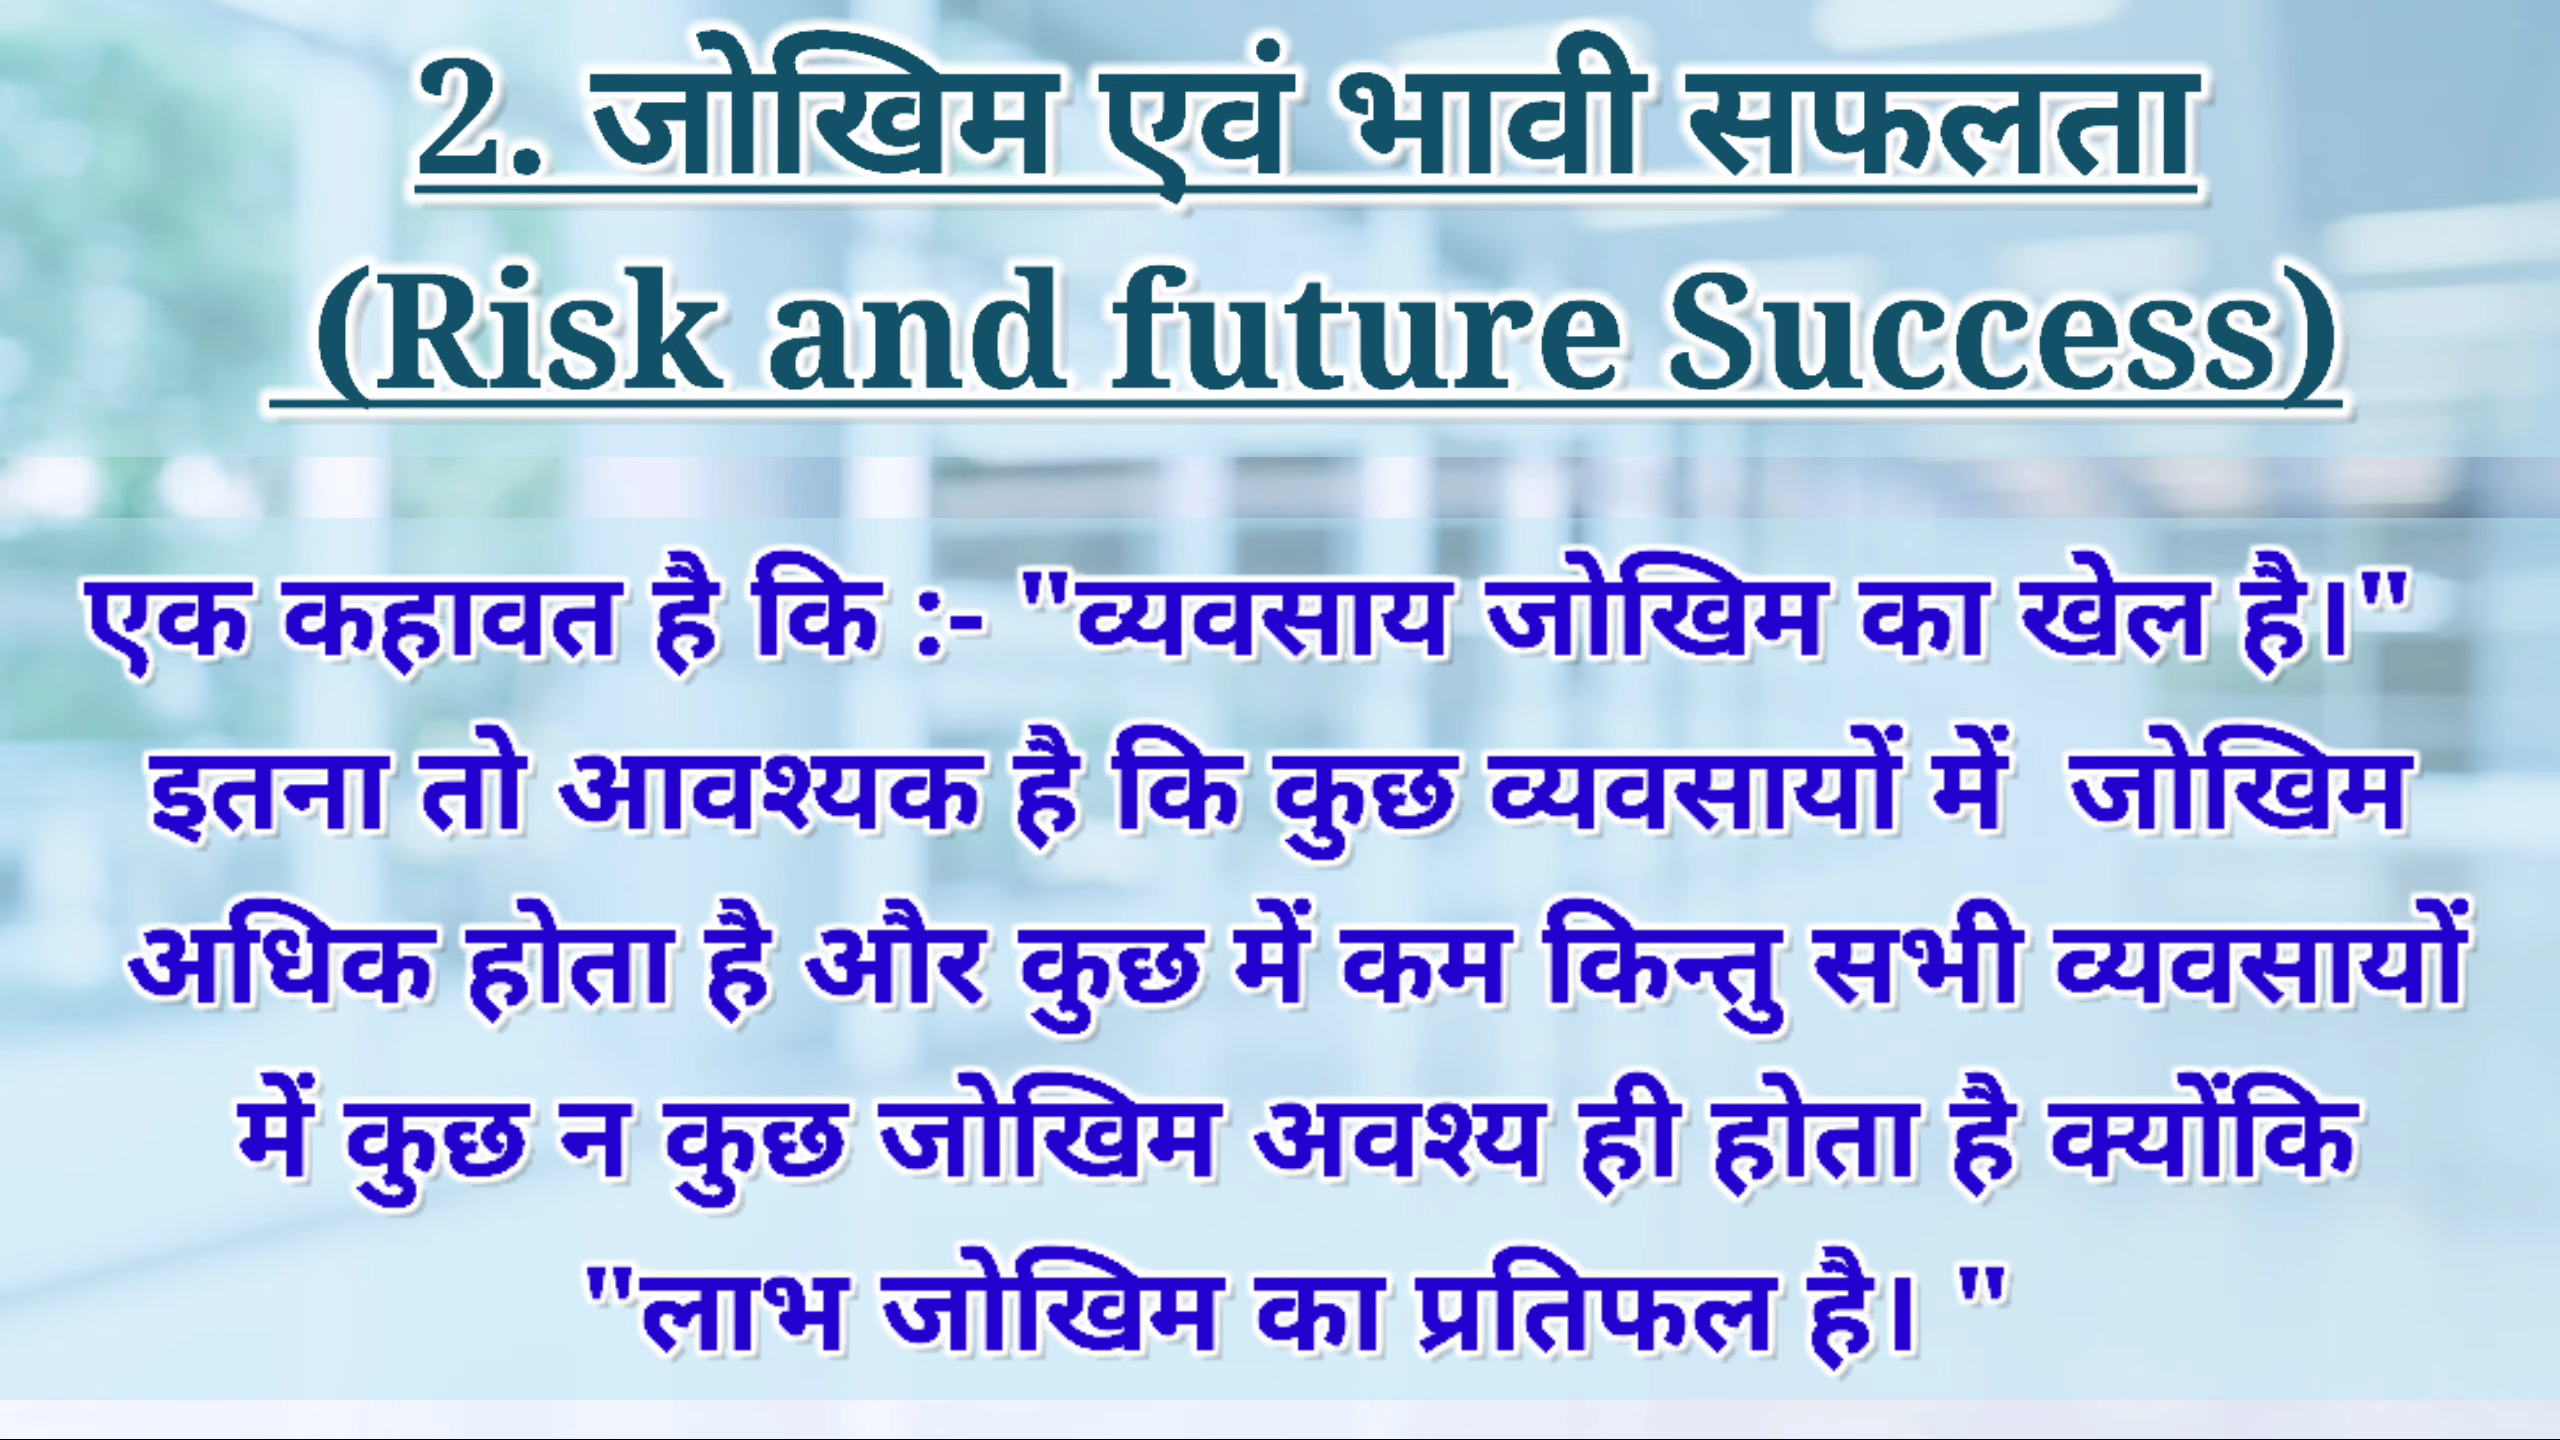 2. जोखिम एवं भावी सफलता
(Risk and future Success)
एक कहावत है कि :- "व्यवसाय जोखिम का खेल है।"
इतना तो आवश्यक है कि कुछ व्यवसायों में जोखिम
अधिक होता है और कुछ में कम किन्तु सभी व्यवसायों
में कुछ न कुछ जोखिम अवश्य ही होता है क्योंकि
"लाभ जोखिम का प्रतिफल है। "